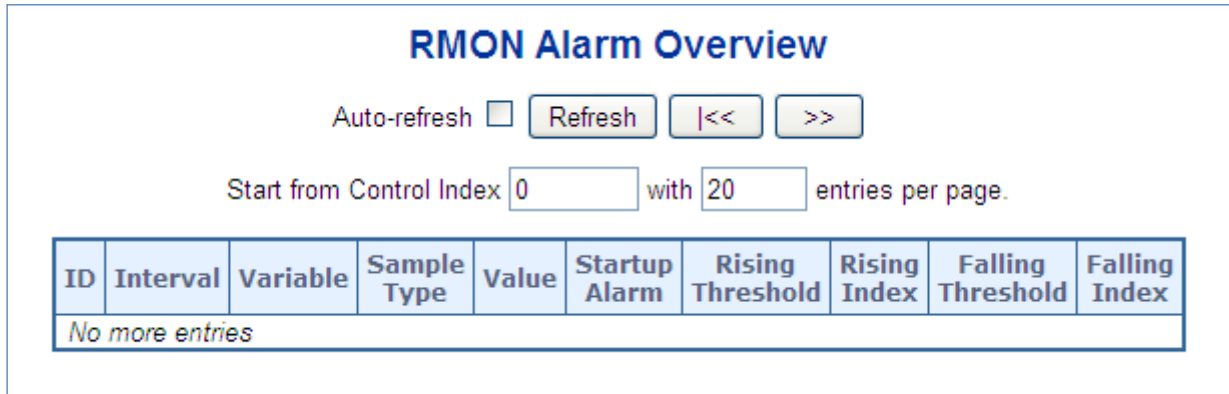 RMON Alarm Overview
Auto-refresh Refresh |<< >>
Start from Control Index 0 with 20 entries per page.
ID Interval Variable Sample Type Value Startup Alarm Rising Threshold Rising Index Falling Threshold Falling Index
No more entries